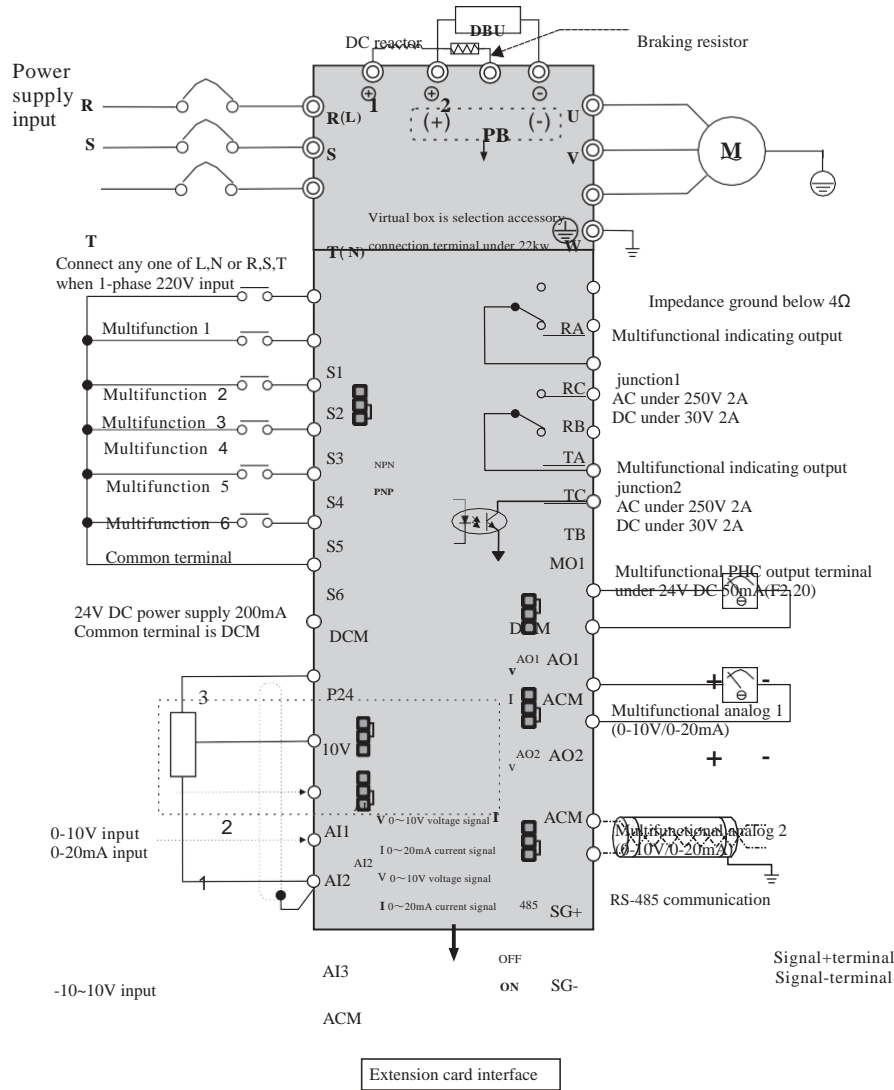 DBU
DC reactor
Braking resistor
Power
supply
input
R
1
2
R(L)
(+)
PB
(-)
U
S
S
V
M
Virtual box is selection accessory
connection terminal under 22kw
W
T
T( N)
Connect any one of L,N or R,S,T
when 1-phase 220V input
Impedance ground below 4Ω
Multifunction 1
RA
Multifunctional indicating output
S1
RC
junction1
AC under 250V 2A
DC under 30V 2A
Multifunction 2
S2
RB
Multifunction 3
Multifunction 4
S3
NPN
TA
Multifunctional indicating output
junction2
Multifunction 5
PNP
S4
TC
AC under 250V 2A
DC under 30V 2A
Multifunction 6
TB
S5
Common terminal
MO1
Multifunctional PHC output terminal
under 24V DC 50mA(F2.20)
S6
24V DC power supply 200mA
Common terminal is DCM
DCM
DCM
AO1
AO1
V
+ -
3
P24
I
ACM
Multifunctional analog 1
(0-10V/0-20mA)
10V
AO2
AO2
V
+ -
V 0～10V voltage signal
I
ACM
2
0-10V input
0-20mA input
AI1
Multifunctional analog 2
(0-10V/0-20mA)
I 0～20mA current signal
AI2
V 0～10V voltage signal
1
AI2
RS-485 communication
I 0～20mA current signal
485
SG+
OFF
Signal+terminal
Signal-terminal
AI3
-10~10V input
ON
SG-
ACM
Extension card interface